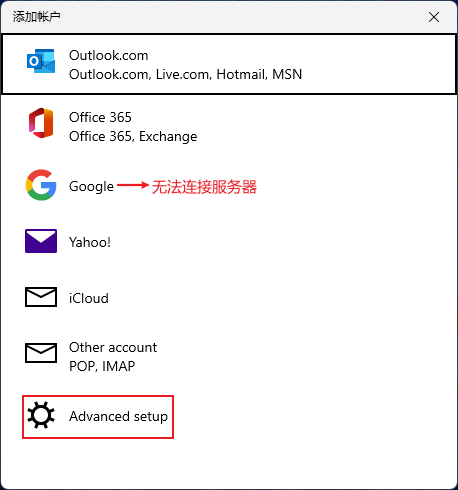 添加帐户
Outlook.com
Outlook.com, Live.com, Hotmail, MSN
Office 365
Office 365, Exchange
Google 无法连接服务器
Yahoo!
iCloud
Other account
POP, IMAP
Advanced setup